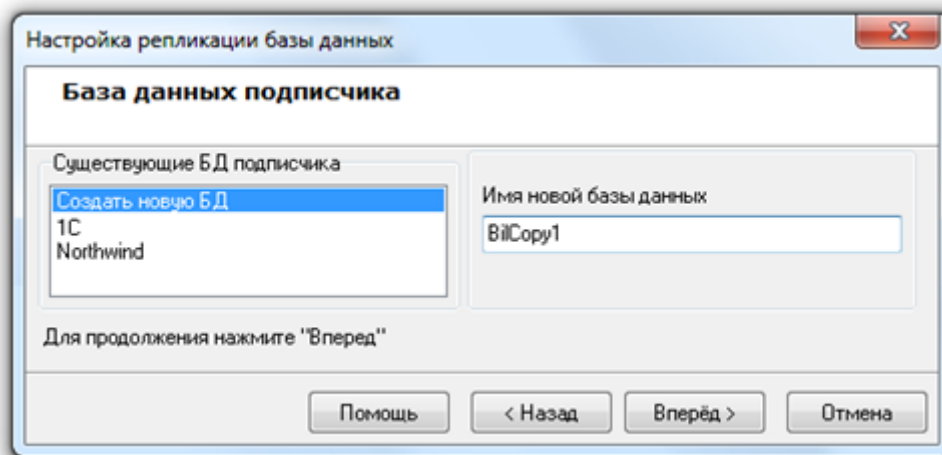 Настройка репликации базы данных
База данных подписчика
Существующие БД подписчика
Создать новую БД
1C
Northwind
Имя новой базы данных
BilCopy1
Для продолжения нажмите "Вперед"
Помощь
< Назад
Вперёд >
Отмена